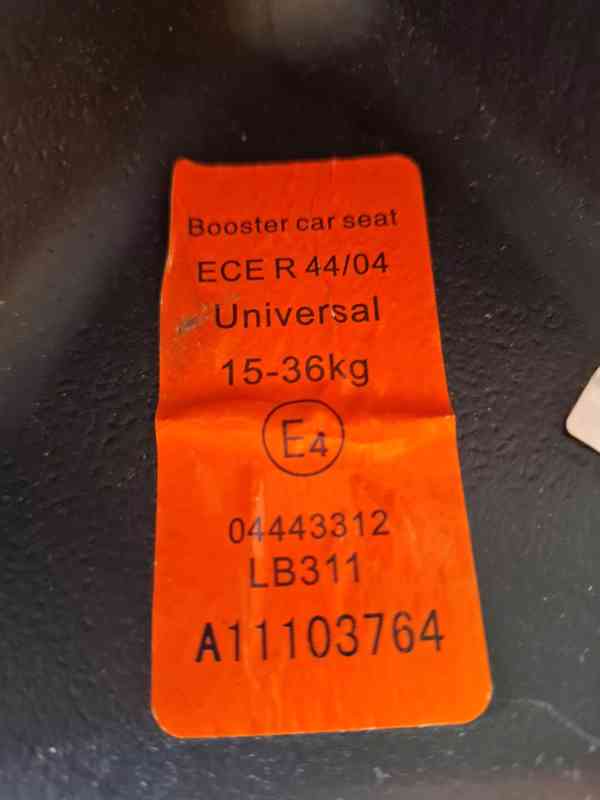 Booster car seat
ECE R 44/04
Universal
15-36kg
E4
04443312
LB311
A11103764